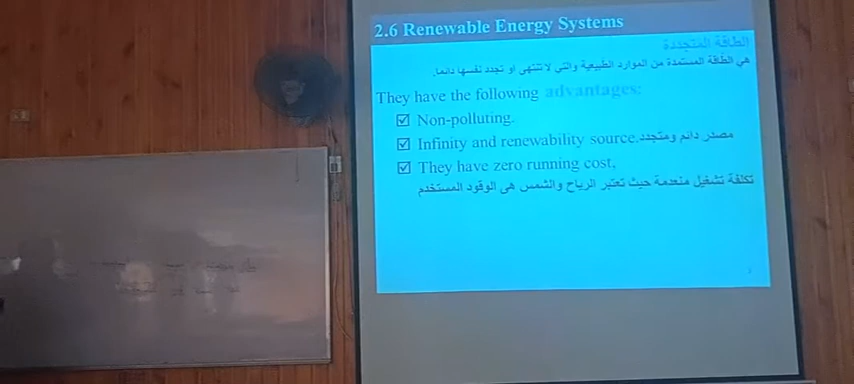 2.6 Renewable Energy Systems
الطاقة المتجددة
هي الطاقة المستمدة من الموارد الطبيعية والتي لا تنتهي او تجدد نفسها دائما.
They have the following advantages:
☑ Non-polluting.
☑ Infinity and renewability source. مصدر دائم ومتجدد
☑ They have zero running cost,
تكلفة تشغيل منعدمة حيث تعتبر الرياح والشمس هى الوقود المستخدم